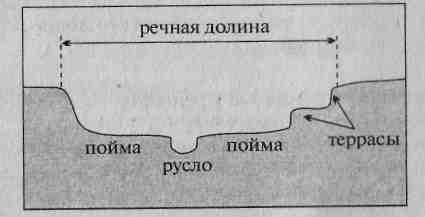 речная долина
пойма
русло
пойма
террасы